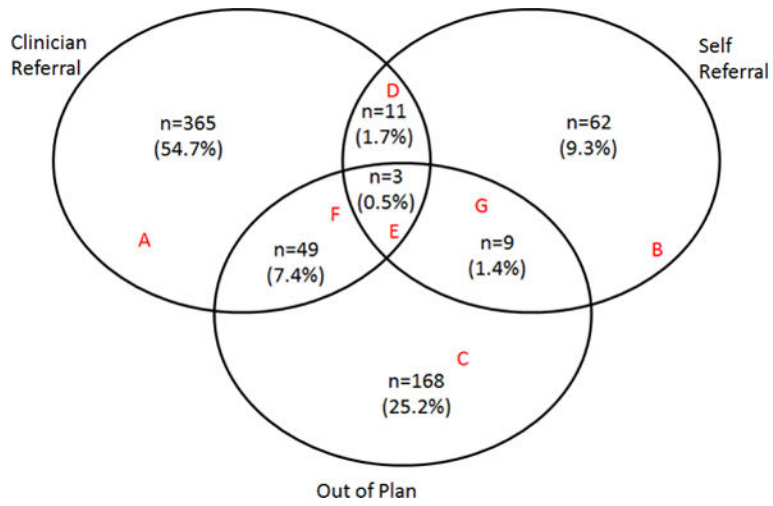 Clinician
Referral
Self
Referral
D
n=11
(1.7%)
n=365
(54.7%)
n=62
(9.3%)
n=3
(0.5%)
F
G
E
A
B
n=49
(7.4%)
n=9
(1.4%)
C
n=168
(25.2%)
Out of Plan